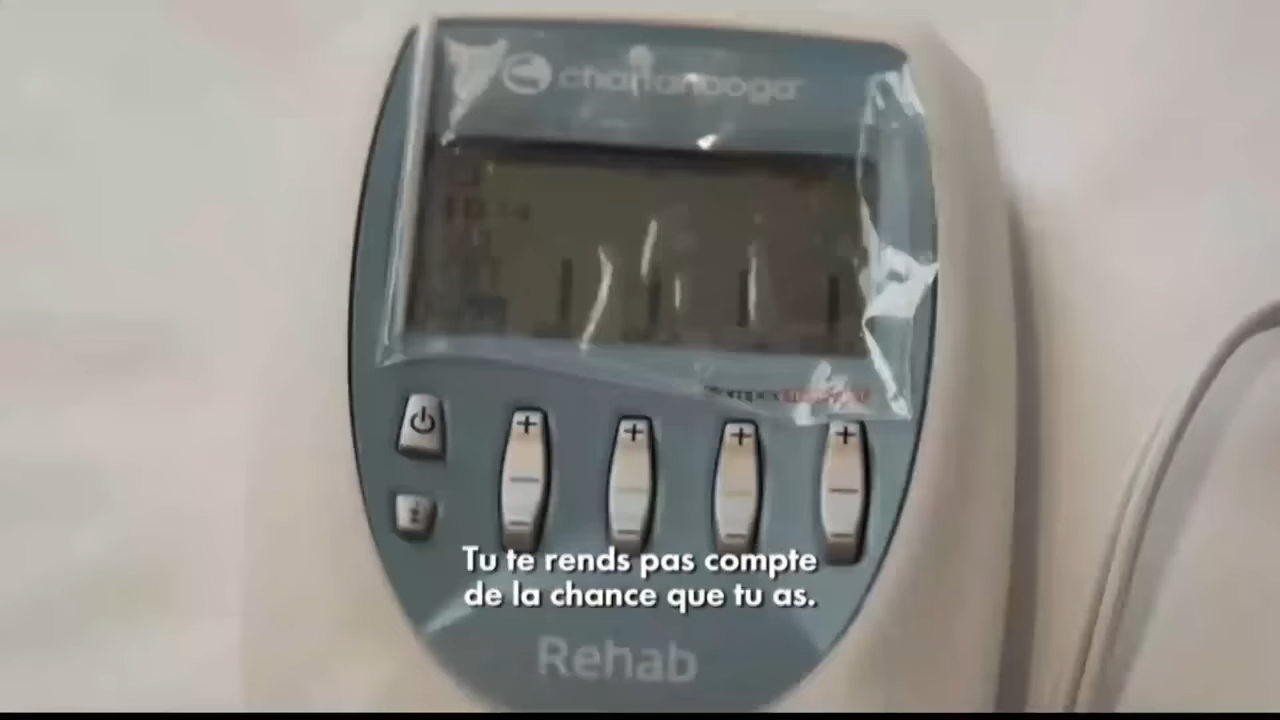 chattanooga
Tu te rends pas compte
de la chance que tu as.
Rehab